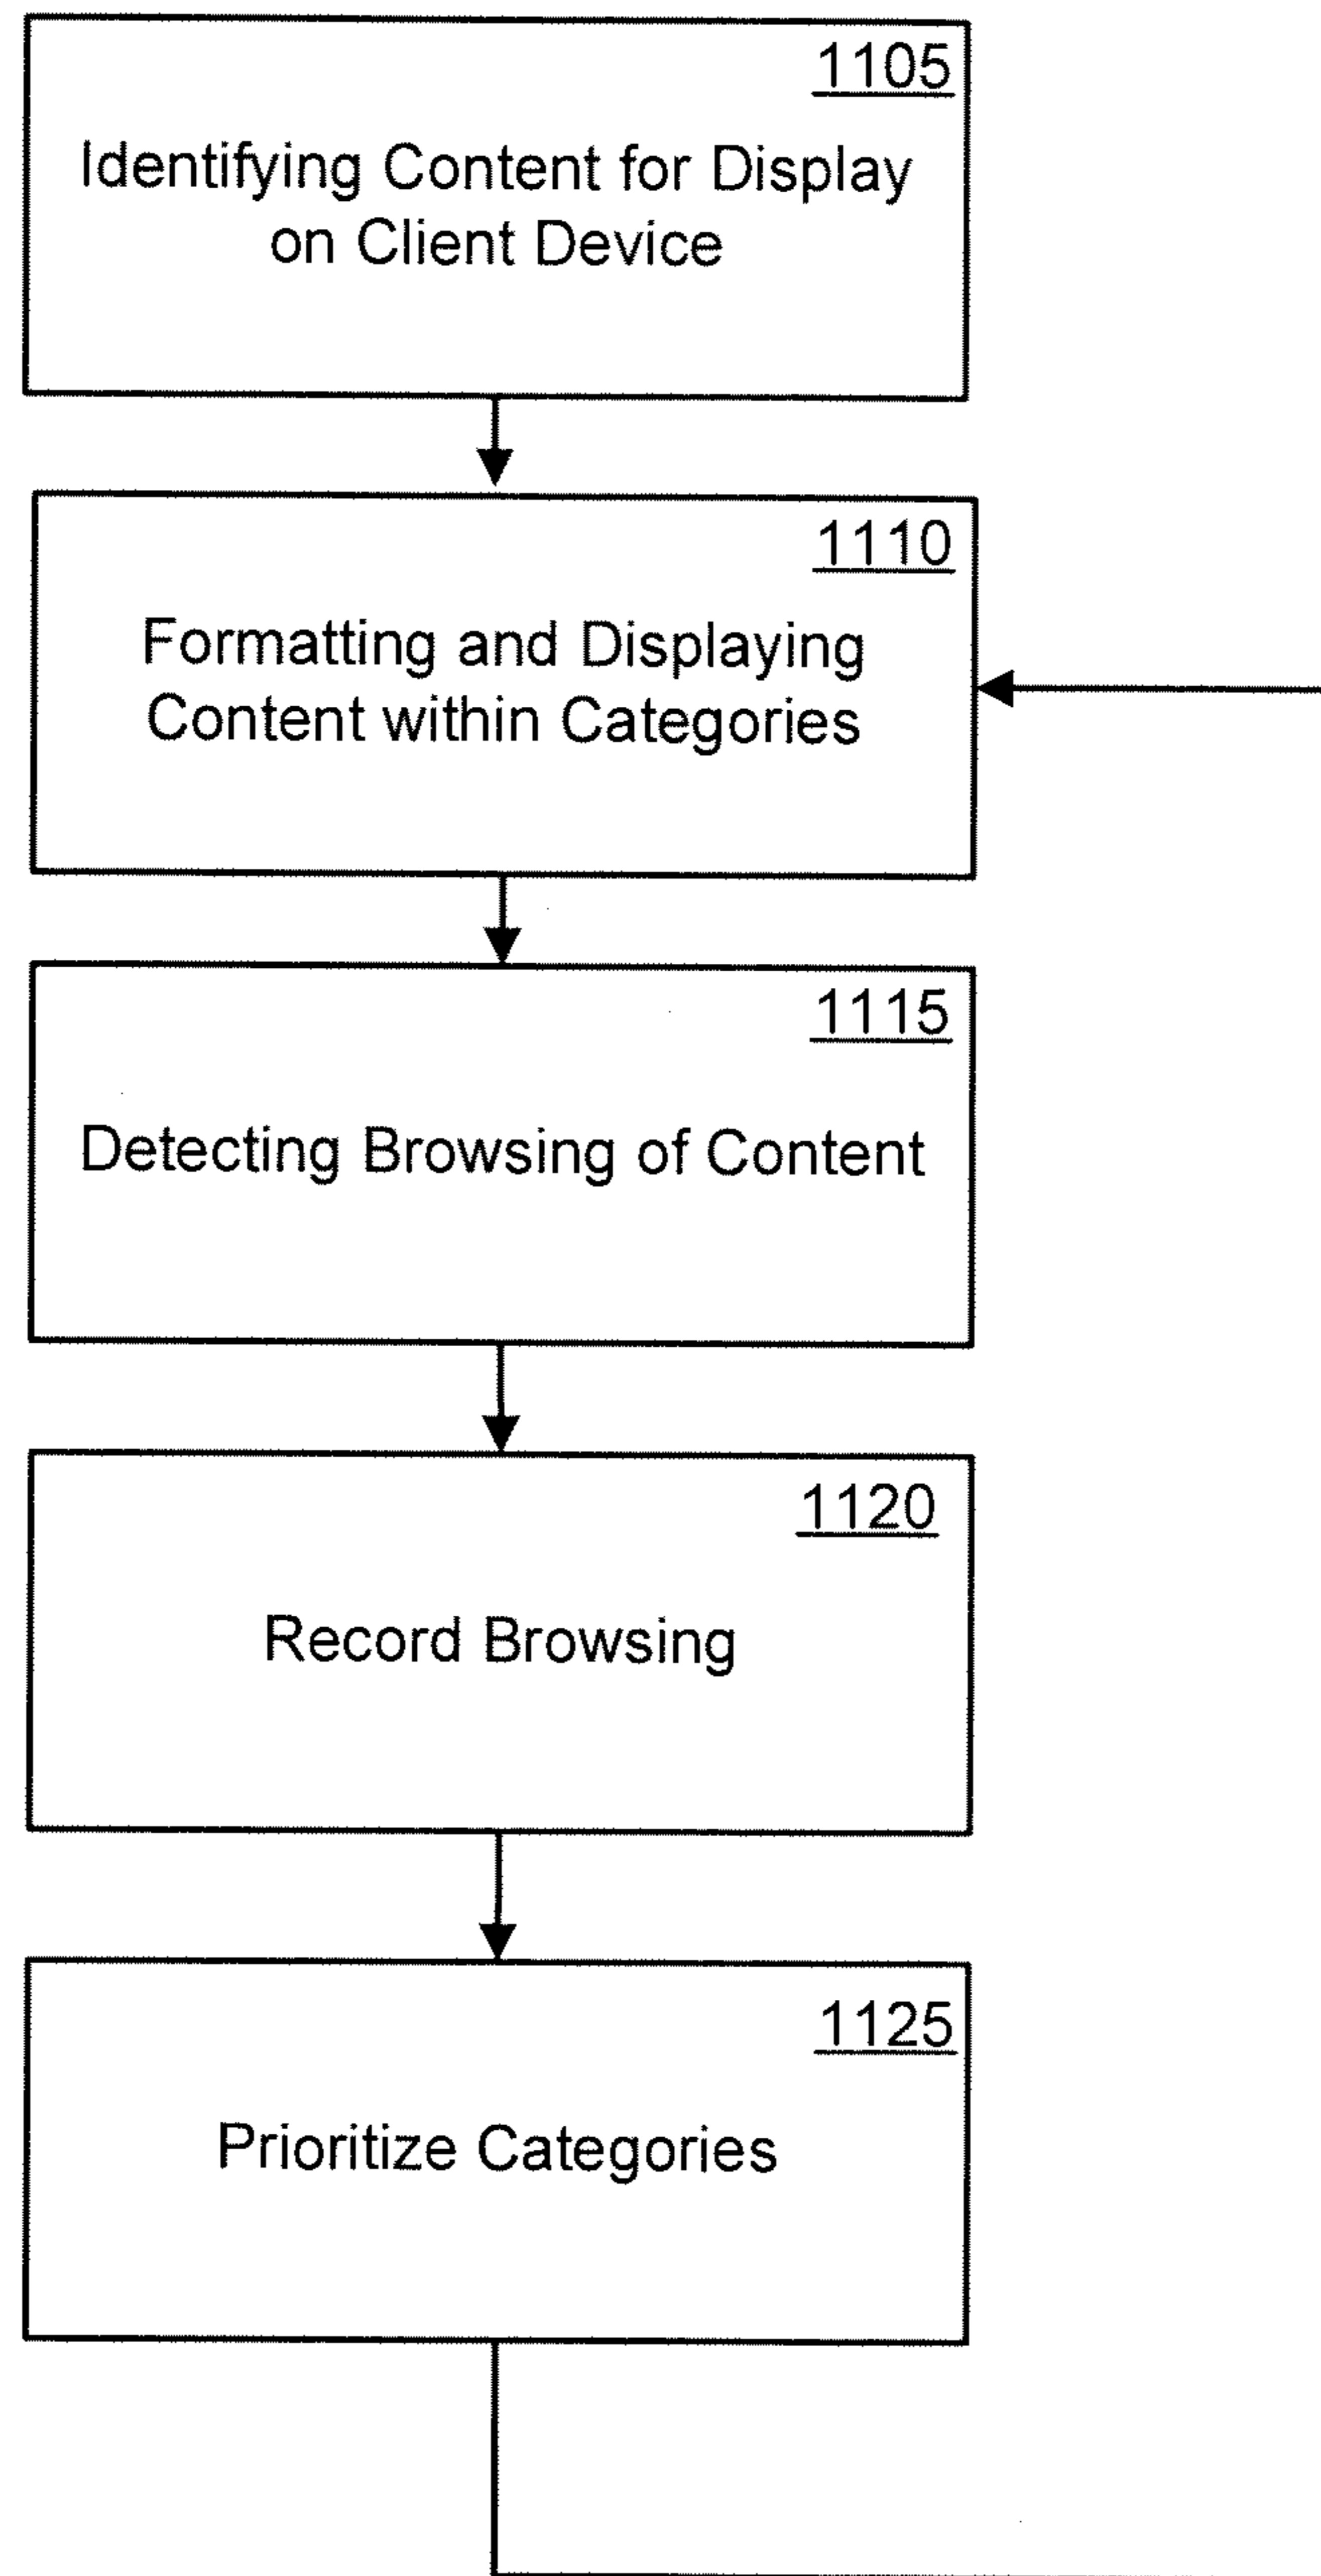 1105
Identifying Content for Display
on Client Device
1110
Formatting and Displaying
Content within Categories
1115
Detecting Browsing of Content
1120
Record Browsing
1125
Prioritize Categories